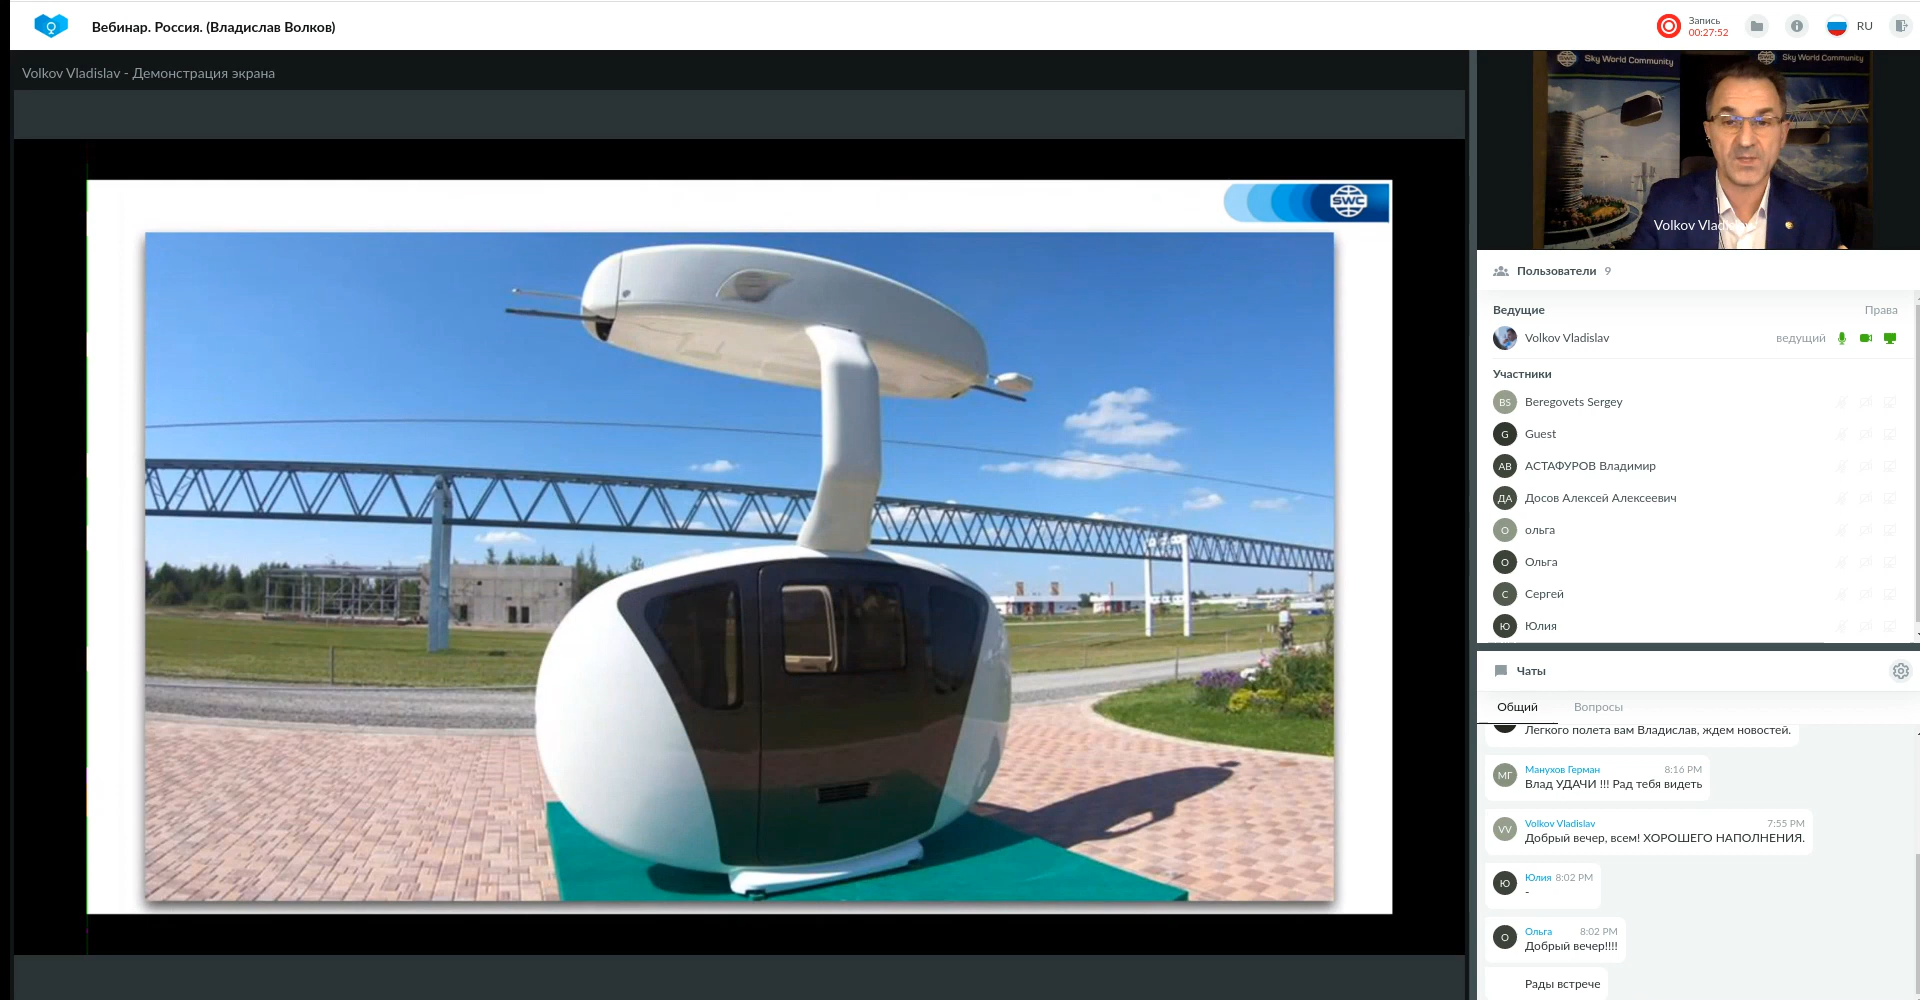 Вебинар. Россия. (Владислав Волков)
Запись
00:27:52
RU
Volkov Vladislav - Демонстрация экрана
SWC
SWC
Sky World Community
SWC
Sky World Community
Volkov Vladislav
Пользователи 9
Ведущие
Права
Volkov Vladislav
ведущий
Участники
BS Beregovets Sergey
G Guest
АВ АСТАФУРОВ Владимир
ДА Досов Алексей Алексеевич
О ольга
О Ольга
С Сергей
Ю Юлия
Чаты
Общий
Вопросы
Легкого полета вам Владислав, ждем новостей.
МГ Манухов Герман 8:16 PM
Влад УДАЧИ !!! Рад тебя видеть
VV Volkov Vladislav 7:55 PM
Добрый вечер, всем! ХОРОШЕГО НАПОЛНЕНИЯ.
Ю Юлия 8:02 PM
-
О Ольга 8:02 PM
Добрый вечер!!!!
Рады встрече